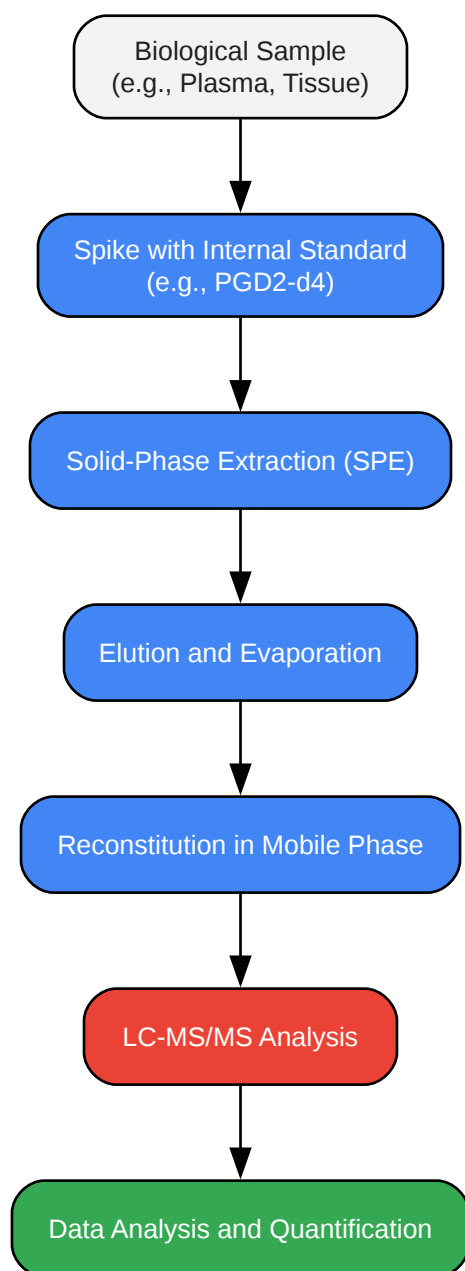 Biological Sample
(e.g., Plasma, Tissue)
Spike with Internal Standard
(e.g., PGD2-d4)
Solid-Phase Extraction (SPE)
Elution and Evaporation
Reconstitution in Mobile Phase
LC-MS/MS Analysis
Data Analysis and Quantification